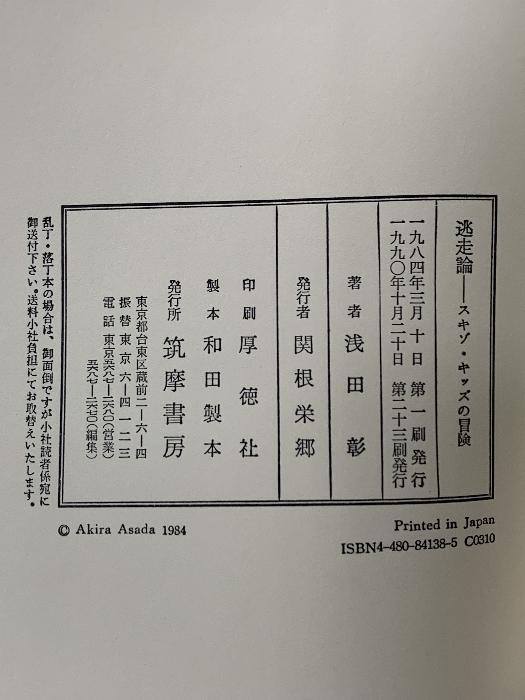 逃走論――スキゾ・キッズの冒険
一九八四年三月十日 第一刷発行
一九九〇年十月二十日 第二十三刷発行
著者 浅田彰
発行者 関根栄郷
印刷 厚徳社
製本 和田製本
発行所 筑摩書房
東京都台東区蔵前二―六―四
振替東京六―四一二三
電話 東京五六八七―二六八〇(営業)
五六八七―二六七〇(編集)
乱丁・落丁本の場合は、御面倒ですが小社読者係宛に
御送付下さい。送料小社負担にてお取替えいたします。
© Akira Asada 1984
Printed in Japan
ISBN4-480-84138-5 C0310